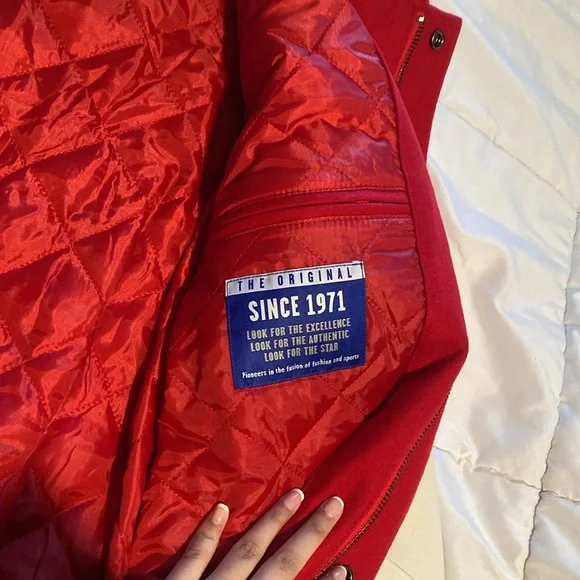 THE ORIGINAL
SINCE 1971
LOOK FOR THE EXCELLENCE
LOOK FOR THE AUTHENTIC
LOOK FOR THE STAR
Pioneers in the fusion of fashion and sports